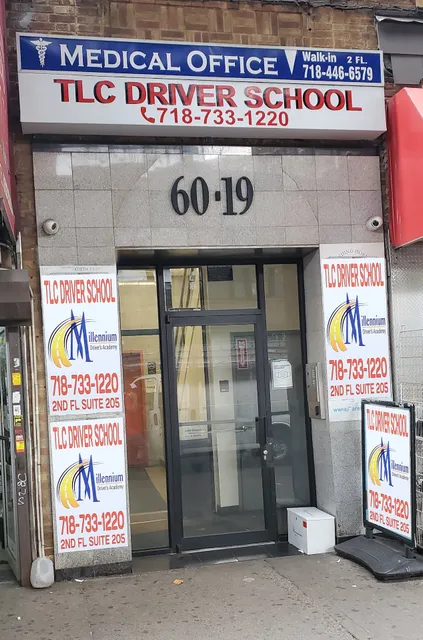 MEDICAL OFFICE
Walk-in 2 FL.
718-446-6579
TLC DRIVER SCHOOL
718-733-1220
60·19
TLC DRIVER SCHOOL
Millennium
Driver's Academy
718-733-1220
2ND FL SUITE 205
TLC DRIVER SCHOOL
Millennium
Driver's Academy
718-733-1220
2ND FL SUITE 205
TLC DRIVER SCHOOL
Millennium
Driver's Academy
718-733-1220
2ND FL SUITE 205
TLC DRIVER SCHOOL
Millennium
Driver's Academy
718-733-1220
2ND FL SUITE 205